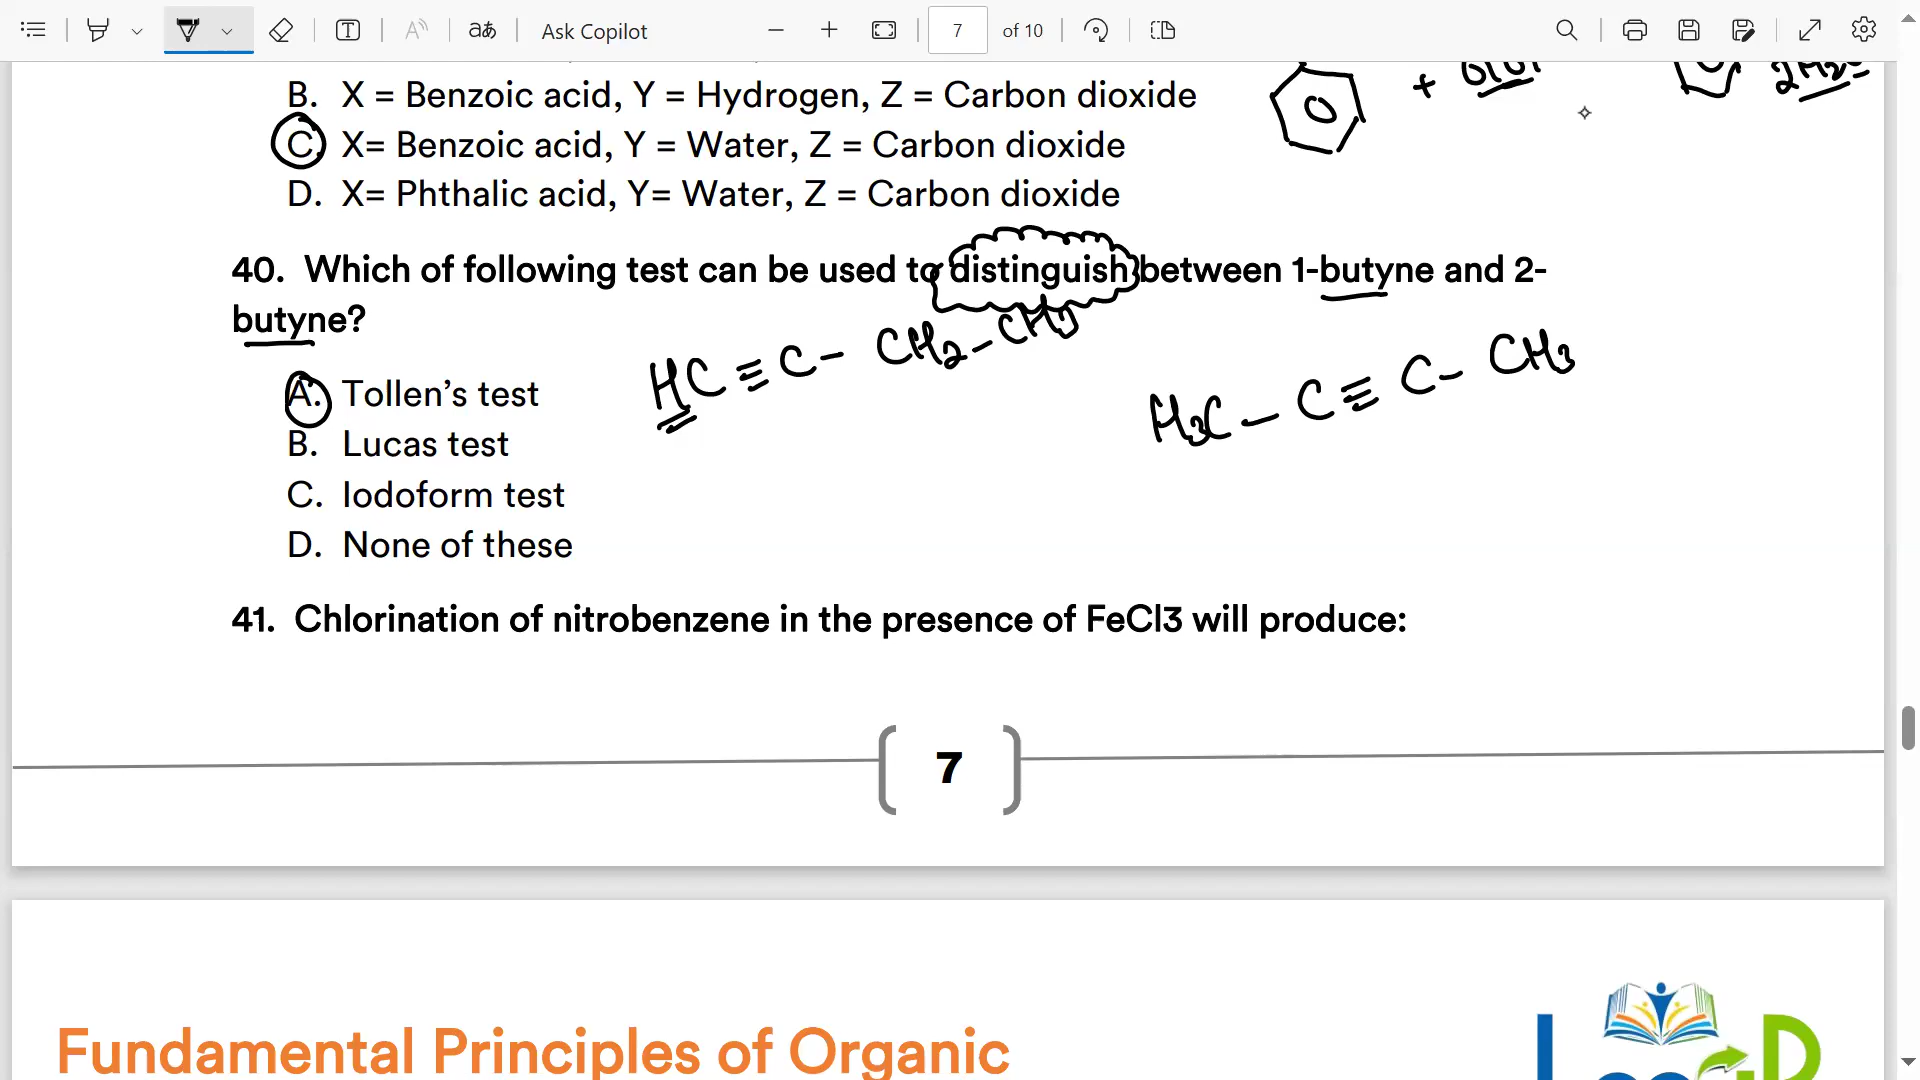 aあ
Ask Copilot
7 of 10
B. X = Benzoic acid, Y = Hydrogen, Z = Carbon dioxide
C. X= Benzoic acid, Y = Water, Z = Carbon dioxide
D. X= Phthalic acid, Y= Water, Z = Carbon dioxide
+
40. Which of following test can be used to distinguish between 1-butyne and 2-
butyne?
HC≡C-CH2-CH3
H3C-C≡C-CH3
A. Tollen's test
B. Lucas test
C. Iodoform test
D. None of these
41. Chlorination of nitrobenzene in the presence of FeCl3 will produce:
7
Fundamental Principles of Organic